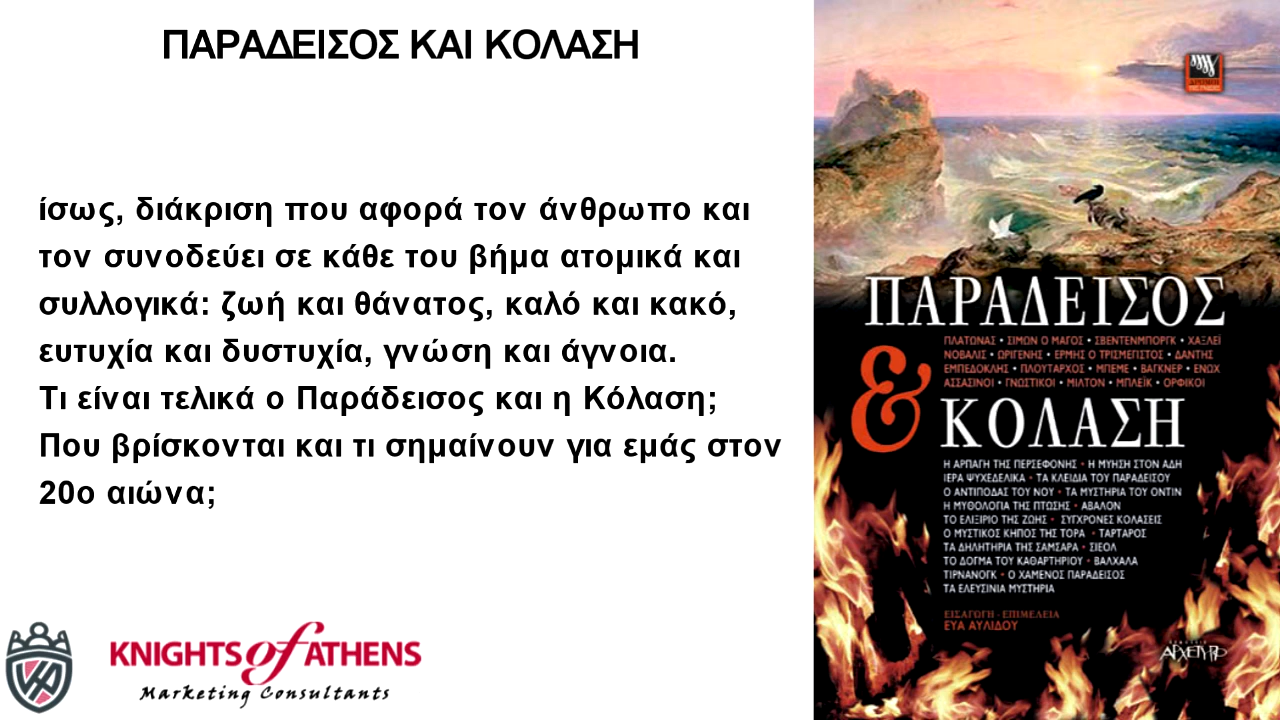 ΠΑΡΑΔΕΙΣΟΣ ΚΑΙ ΚΟΛΑΣΗ
ίσως, διάκριση που αφορά τον άνθρωπο και
τον συνοδεύει σε κάθε του βήμα ατομικά και
συλλογικά: ζωή και θάνατος, καλό και κακό,
ευτυχία και δυστυχία, γνώση και άγνοια.
Τι είναι τελικά ο Παράδεισος και η Κόλαση;
Που βρίσκονται και τι σημαίνουν για εμάς στον
20ο αιώνα;
KNIGHTS of ATHENS
Marketing Consultants
ΠΑΡΑΔΕΙΣΟΣ
ΠΛΑΤΩΝΑΣ • ΣΙΜΩΝ Ο ΜΑΓΟΣ • ΣΒΕΝΤΕΝΜΠΟΡΓΚ • ΧΑΞΛΕΪ
ΝΟΒΑΛΙΣ • ΩΡΙΓΕΝΗΣ • ΕΡΜΗΣ Ο ΤΡΙΣΜΕΓΙΣΤΟΣ • ΔΑΝΤΗΣ
ΕΜΠΕΔΟΚΛΗΣ • ΠΛΟΥΤΑΡΧΟΣ • ΜΠΕΜΕ • ΒΑΓΚΝΕΡ • ΕΝΩΧ
ΑΣΣΑΣΙΝΟΙ • ΓΝΩΣΤΙΚΟΙ • ΜΙΛΤΟΝ • ΜΠΛΕΪΚ • ΟΡΦΙΚΟΙ
& ΚΟΛΑΣΗ
Η ΑΡΠΑΓΗ ΤΗΣ ΠΕΡΣΕΦΟΝΗΣ • Η ΜΥΗΣΗ ΣΤΟΝ ΑΔΗ
ΙΕΡΑ ΨΥΧΕΔΕΛΙΚΑ • ΤΑ ΚΛΕΙΔΙΑ ΤΟΥ ΠΑΡΑΔΕΙΣΟΥ
Ο ΑΝΤΙΠΟΔΑΣ ΤΟΥ ΝΟΥ • ΤΑ ΜΥΣΤΗΡΙΑ ΤΟΥ ΟΝΤΙΝ
Η ΜΥΘΟΛΟΓΙΑ ΤΗΣ ΠΤΩΣΗΣ • ΑΒΑΛΟΝ
ΤΟ ΕΛΙΞΙΡΙΟ ΤΗΣ ΖΩΗΣ • ΣΥΓΧΡΟΝΕΣ ΚΟΛΑΣΕΙΣ
Ο ΜΥΣΤΙΚΟΣ ΚΗΠΟΣ ΤΗΣ ΤΟΡΑ • ΤΑΡΤΑΡΟΣ
ΤΑ ΔΗΛΗΤΗΡΙΑ ΤΗΣ ΣΑΜΣΑΡΑ • ΣΙΕΟΛ
ΤΟ ΔΟΓΜΑ ΤΟΥ ΚΑΘΑΡΤΗΡΙΟΥ • ΒΑΛΧΑΛΑ
ΤΙΡΝΑΝΟΓΚ • Ο ΧΑΜΕΝΟΣ ΠΑΡΑΔΕΙΣΟΣ
ΤΑ ΕΛΕΥΣΙΝΙΑ ΜΥΣΤΗΡΙΑ
ΕΙΣΑΓΩΓΗ - ΕΠΙΜΕΛΕΙΑ
ΕΥΑ ΑΥΛΙΔΟΥ
ΑΡΧΕΤΥΠΟ